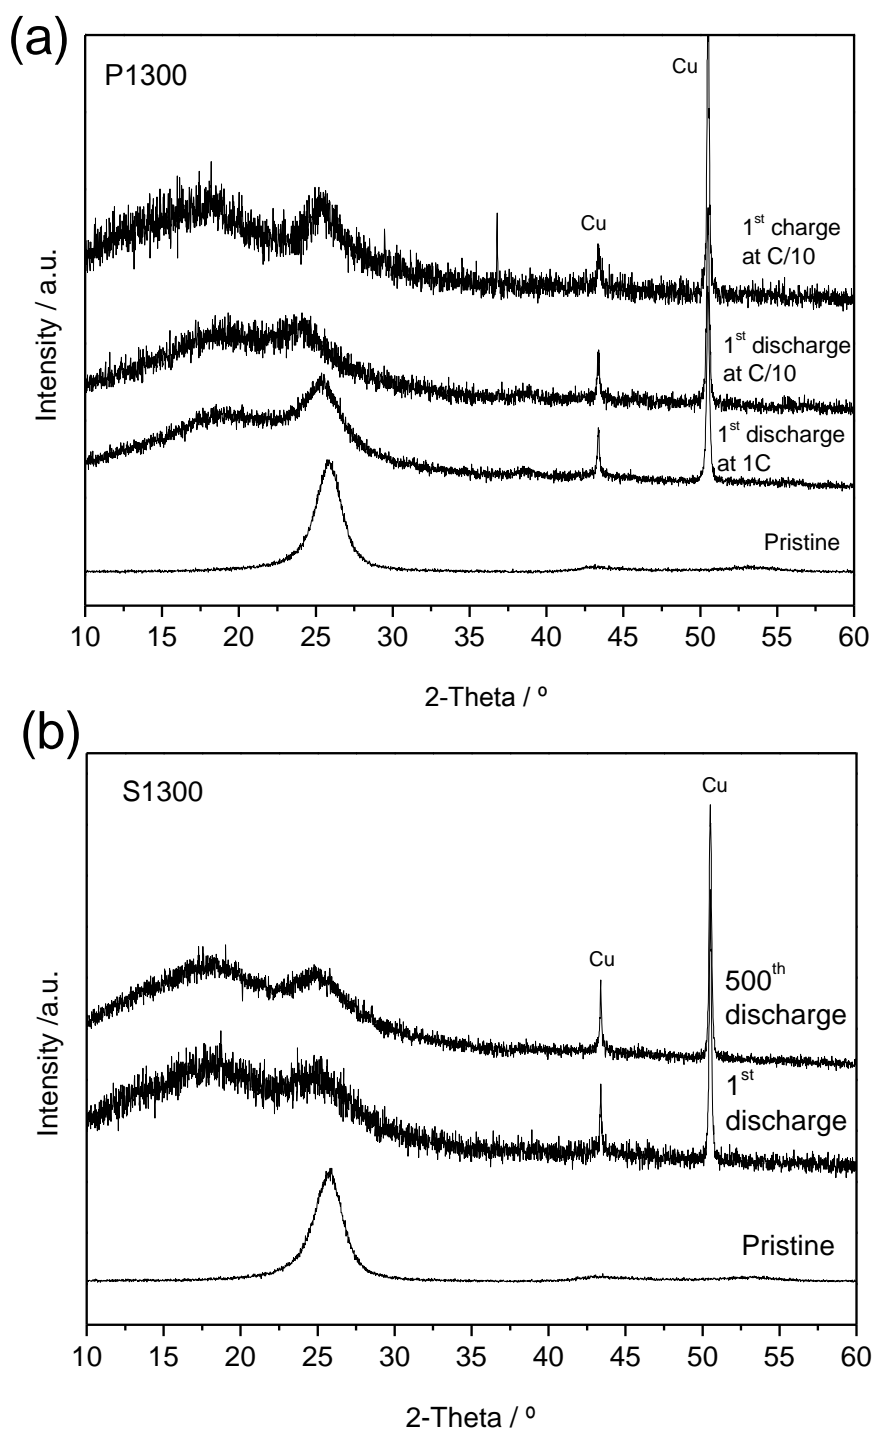 (a)
P1300
Cu
Cu
1st charge
at C/10
1st discharge
at C/10
1st discharge
at 1C
Pristine
Intensity / a.u.
10 15 20 25 30 35 40 45 50 55 60
2-Theta / º
(b)
S1300
Cu
Cu
500th
discharge
1st
discharge
Pristine
Intensity /a.u.
10 15 20 25 30 35 40 45 50 55 60
2-Theta / º